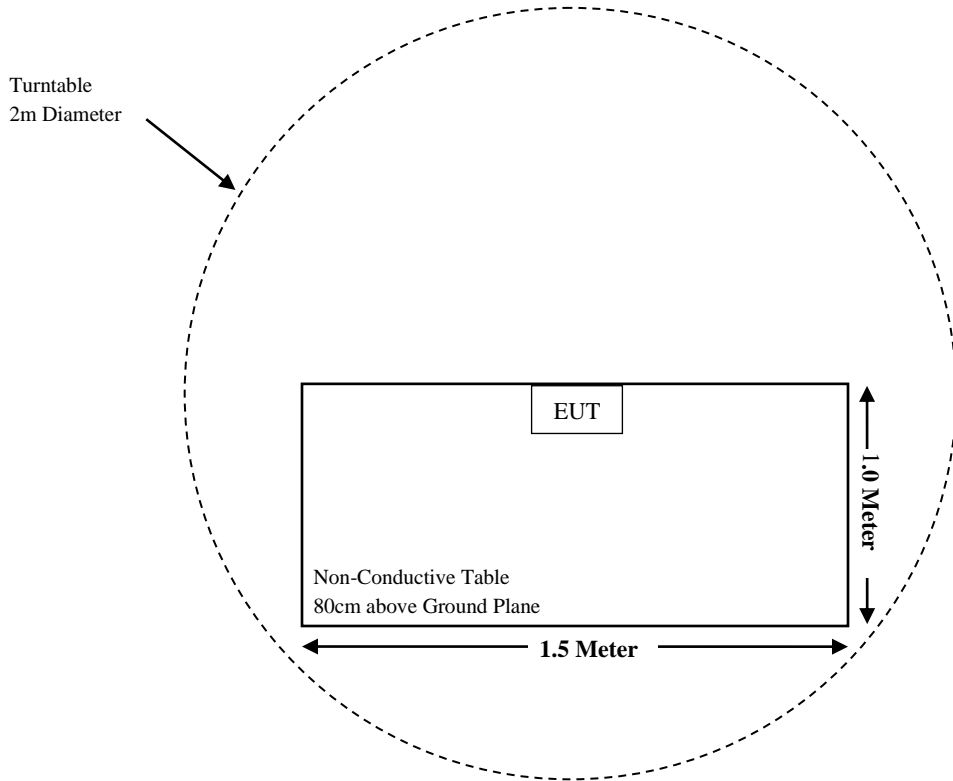 Turntable
2m Diameter
EUT
1.0 Meter
Non-Conductive Table
80cm above Ground Plane
1.5 Meter